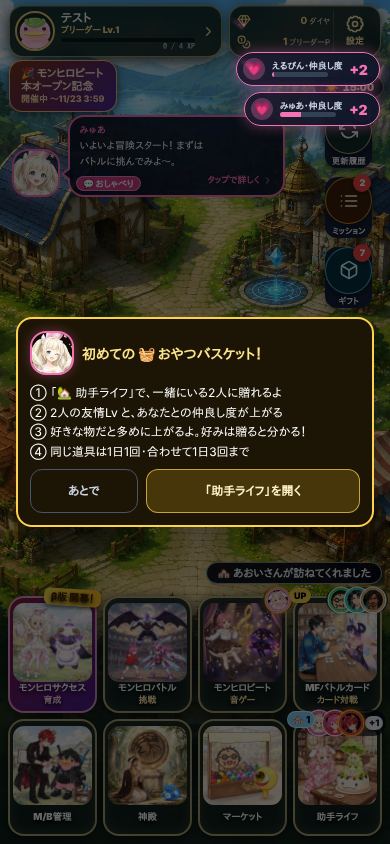 テスト
ブリーダー Lv.1
0 / 4 XP
0 ダイヤ
1 ブリーダーP
設定
🎉 モンヒロビート
本オープン記念
開催中 〜11/23 3:59
えるぴん・仲良し度 +2
みゅあ・仲良し度 +2
15:00
みゅあ
いよいよ冒険スタート！ まずは
バトルに挑んでみよ〜。
💬 おしゃべり
タップで詳しく 〉
更新履歴
2
ミッション
7
ギフト
初めての 🧺 おやつバスケット！
① 「🏡 助手ライフ」で、一緒にいる2人に贈れるよ
② 2人の友情Lv と、あなたとの仲良し度が上がる
③ 好きな物だと多めに上がるよ。好みは贈ると分かる！
④ 同じ道具は1日1回・合わせて1日3回まで
あとで
「助手ライフ」を開く
🏘️ あおいさんが訪ねてくれました
β版 開幕！
UP
モンヒロサクセス
育成
モンヒロバトル
挑戦
モンヒロビート
音ゲー
MFバトルカード
カード対戦
🏠 1
+1
M/B管理
神殿
マーケット
助手ライフ